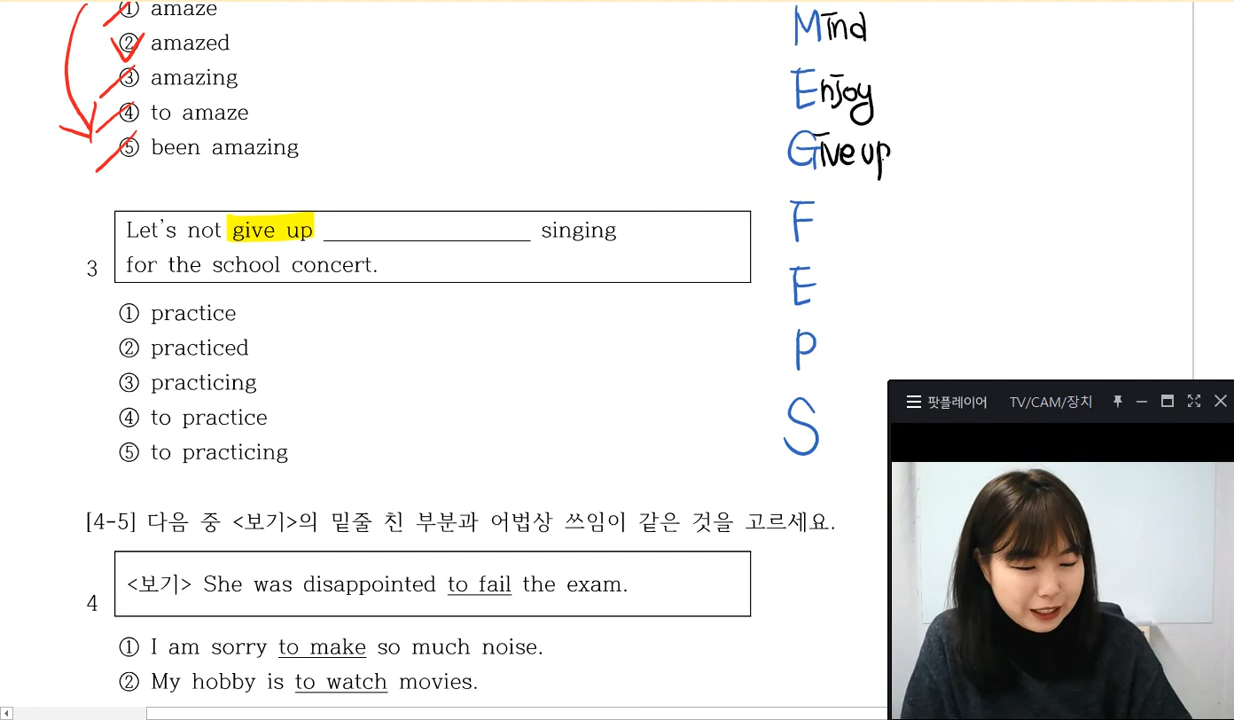 ① amaze
② amazed
③ amazing
④ to amaze
⑤ been amazing
Mind
Enjoy
Give up
F
E
P
S
3
Let's not give up ____________ singing
for the school concert.
① practice
② practiced
③ practicing
④ to practice
⑤ to practicing
[4-5] 다음 중 <보기>의 밑줄 친 부분과 어법상 쓰임이 같은 것을 고르세요.
4
<보기> She was disappointed to fail the exam.
① I am sorry to make so much noise.
② My hobby is to watch movies.
팟플레이어 TV/CAM/장치